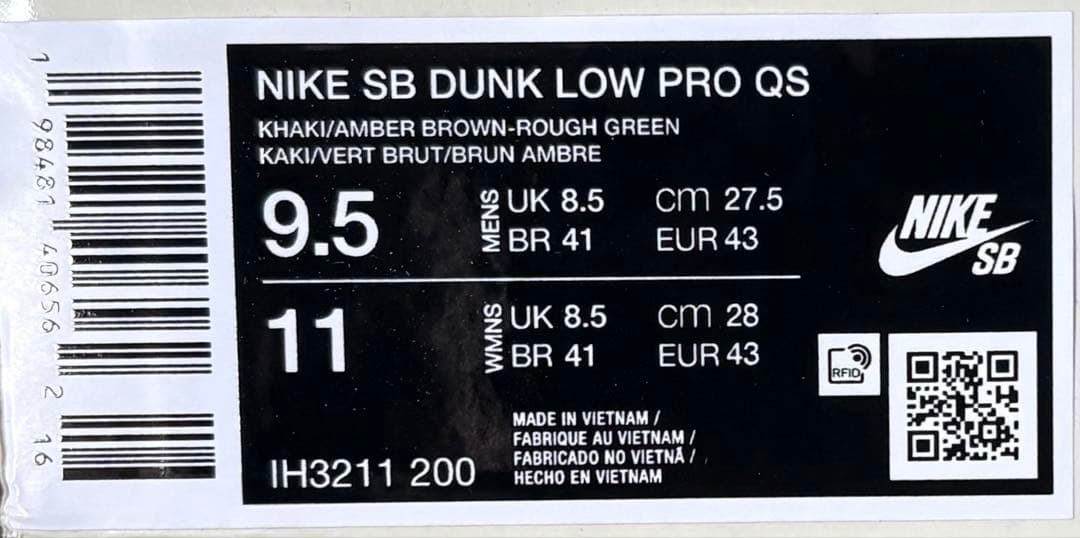 1 98481 40656 2 16
NIKE SB DUNK LOW PRO QS
KHAKI/AMBER BROWN-ROUGH GREEN
KAKI/VERT BRUT/BRUN AMBRE
9.5
MENS
UK 8.5 cm 27.5
BR 41 EUR 43
11
WMNS
UK 8.5 cm 28
BR 41 EUR 43
MADE IN VIETNAM /
FABRIQUE AU VIETNAM /
FABRICADO NO VIETNÃ /
HECHO EN VIETNAM
IH3211 200
NIKE
SB
RFID